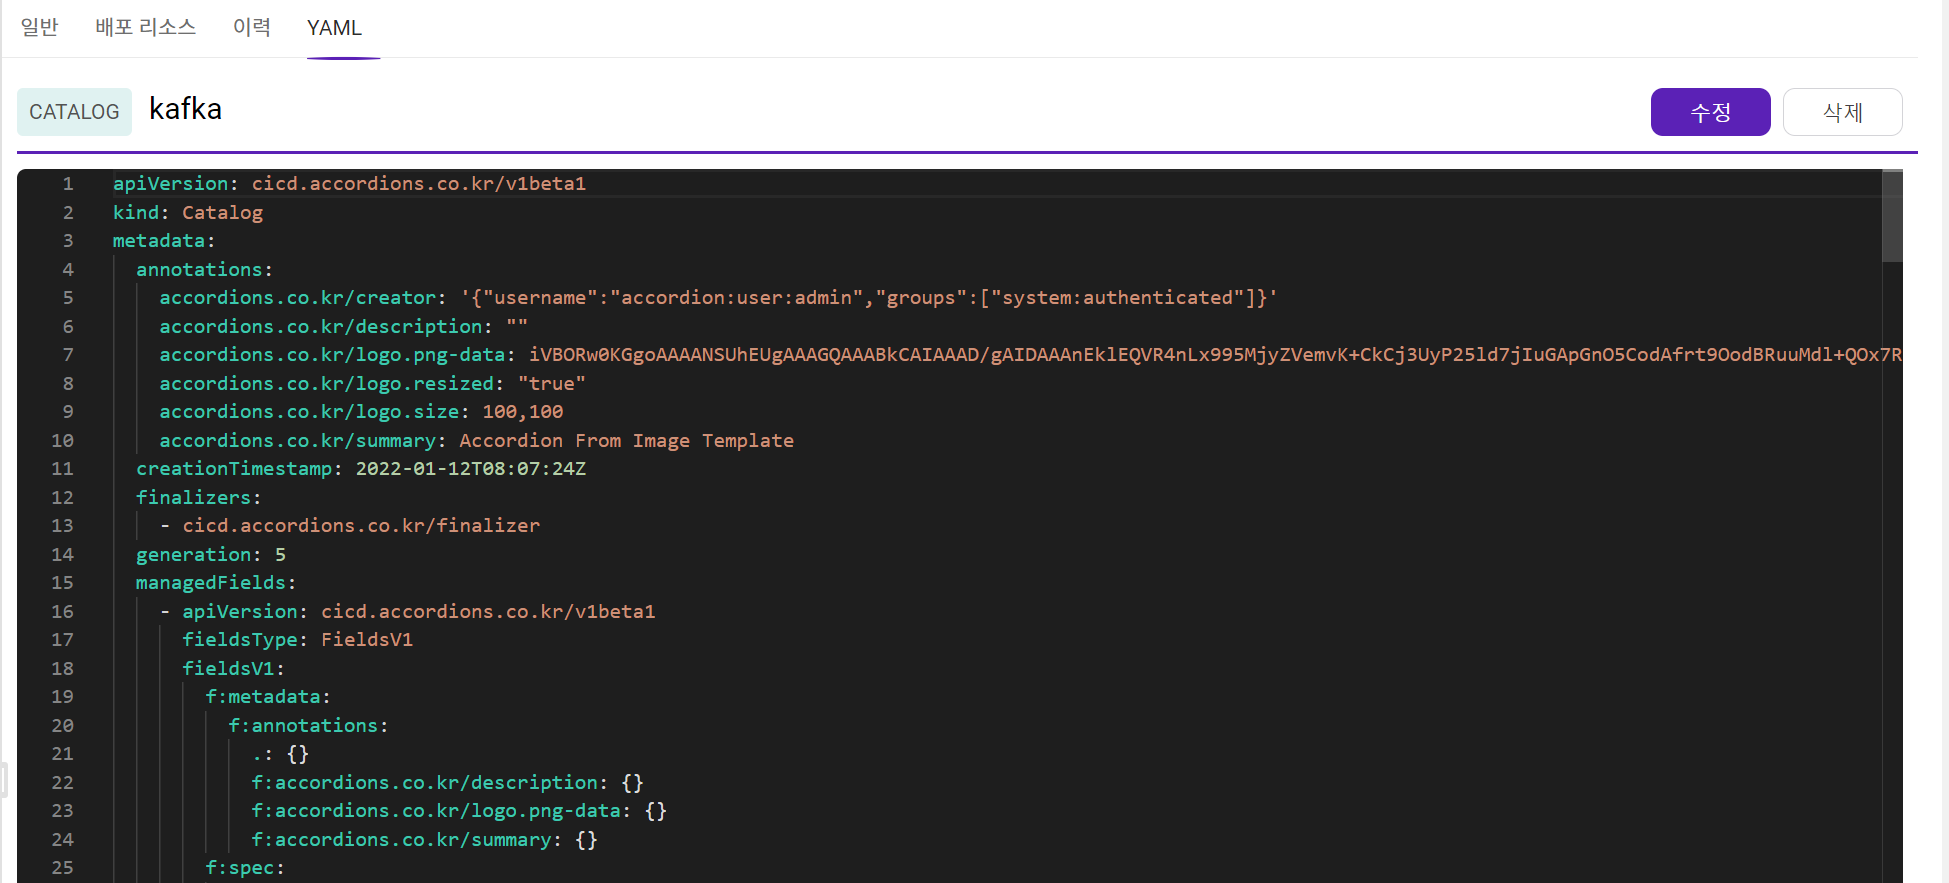 일반 배포 리소스 이력 YAML
CATALOG kafka 수정 삭제
1 apiVersion: cicd.accordions.co.kr/v1beta1
2 kind: Catalog
3 metadata:
4 annotations:
5 accordions.co.kr/creator: '{"username":"accordion:user:admin","groups":["system:authenticated"]}'
6 accordions.co.kr/description: ""
7 accordions.co.kr/logo.png-data: iVBORw0KGgoAAAANSUhEUgAAAGQAAABkCAIAAAD/gAIDAAAnEklEQVR4nLx995MjyZVemvK+CkCj3UyP25ld7jIuGApGnO5CodAfrt9OodBRuuMdl+QOx7R
8 accordions.co.kr/logo.resized: "true"
9 accordions.co.kr/logo.size: 100,100
10 accordions.co.kr/summary: Accordion From Image Template
11 creationTimestamp: 2022-01-12T08:07:24Z
12 finalizers:
13 - cicd.accordions.co.kr/finalizer
14 generation: 5
15 managedFields:
16 - apiVersion: cicd.accordions.co.kr/v1beta1
17 fieldsType: FieldsV1
18 fieldsV1:
19 f:metadata:
20 f:annotations:
21 .: {}
22 f:accordions.co.kr/description: {}
23 f:accordions.co.kr/logo.png-data: {}
24 f:accordions.co.kr/summary: {}
25 f:spec: